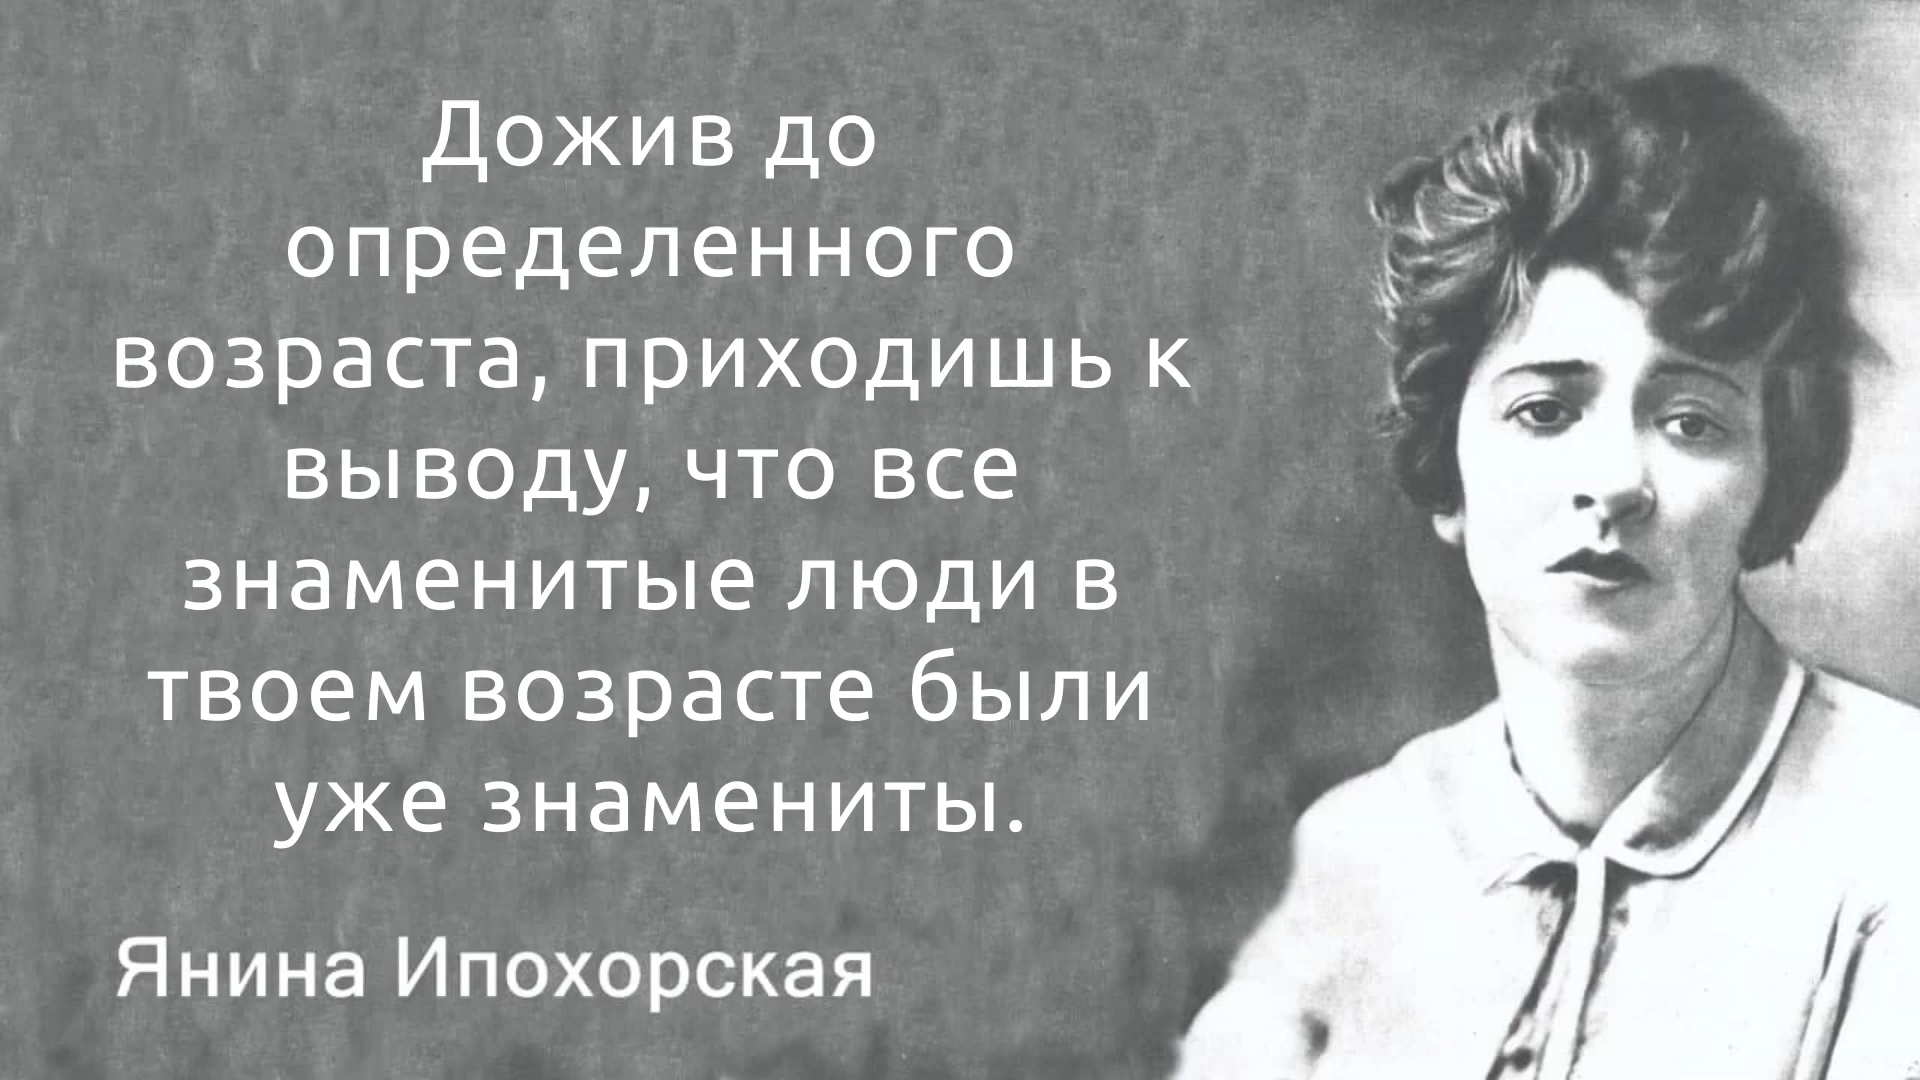 Дожив до
определенного
возраста, приходишь к
выводу, что все
знаменитые люди в
твоем возрасте были
уже знамениты.
Янина Ипохорская